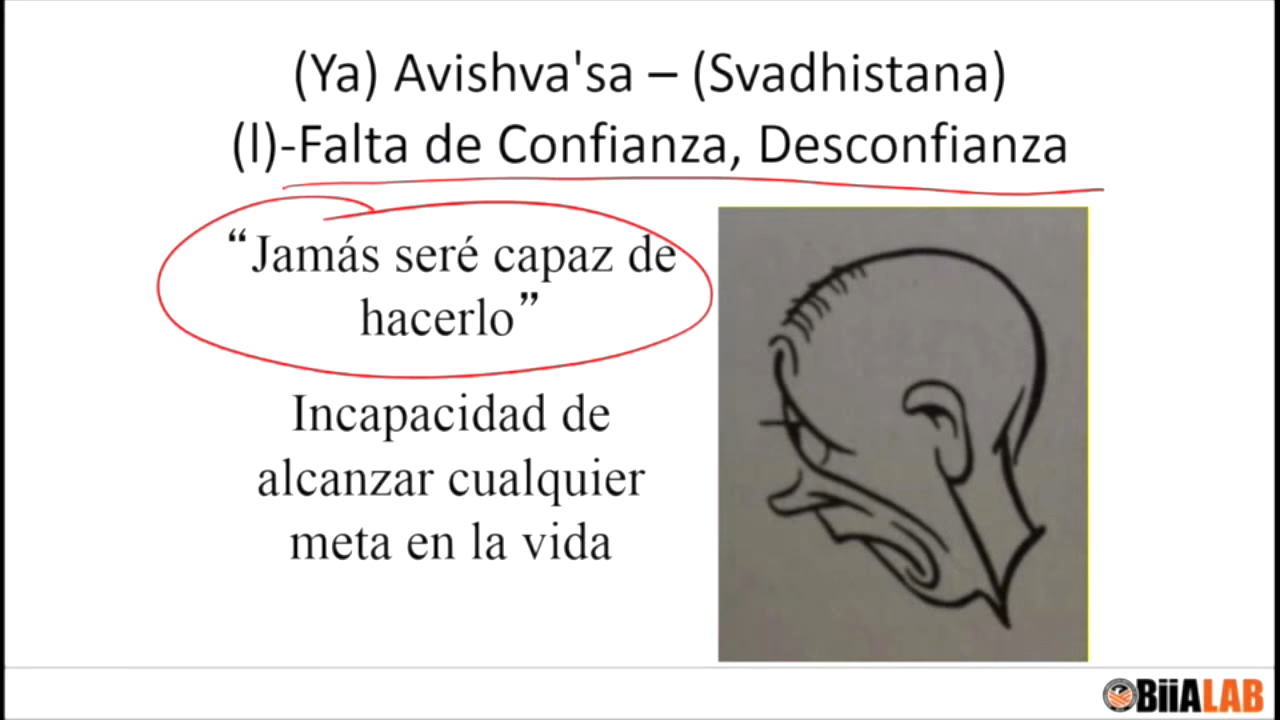 (Ya) Avishva'sa – (Svadhistana)
(l)-Falta de Confianza, Desconfianza
“Jamás seré capaz de
hacerlo”
Incapacidad de
alcanzar cualquier
meta en la vida
BiiALAB